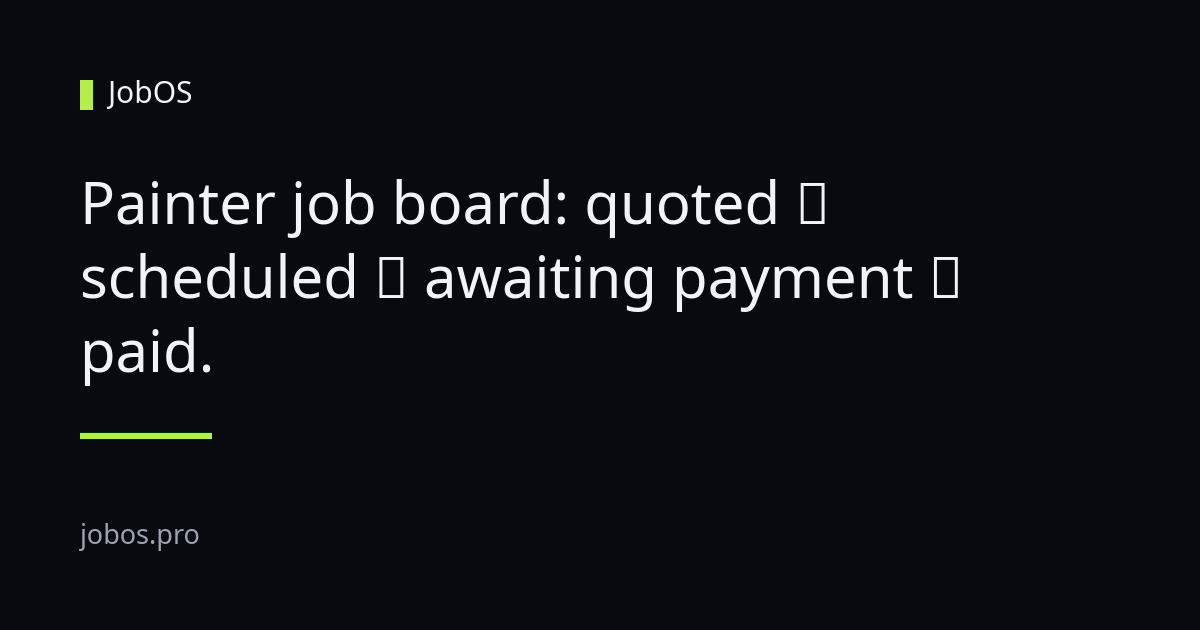 JobOS
Painter job board: quoted ▯
scheduled ▯ awaiting payment ▯
paid.
jobos.pro